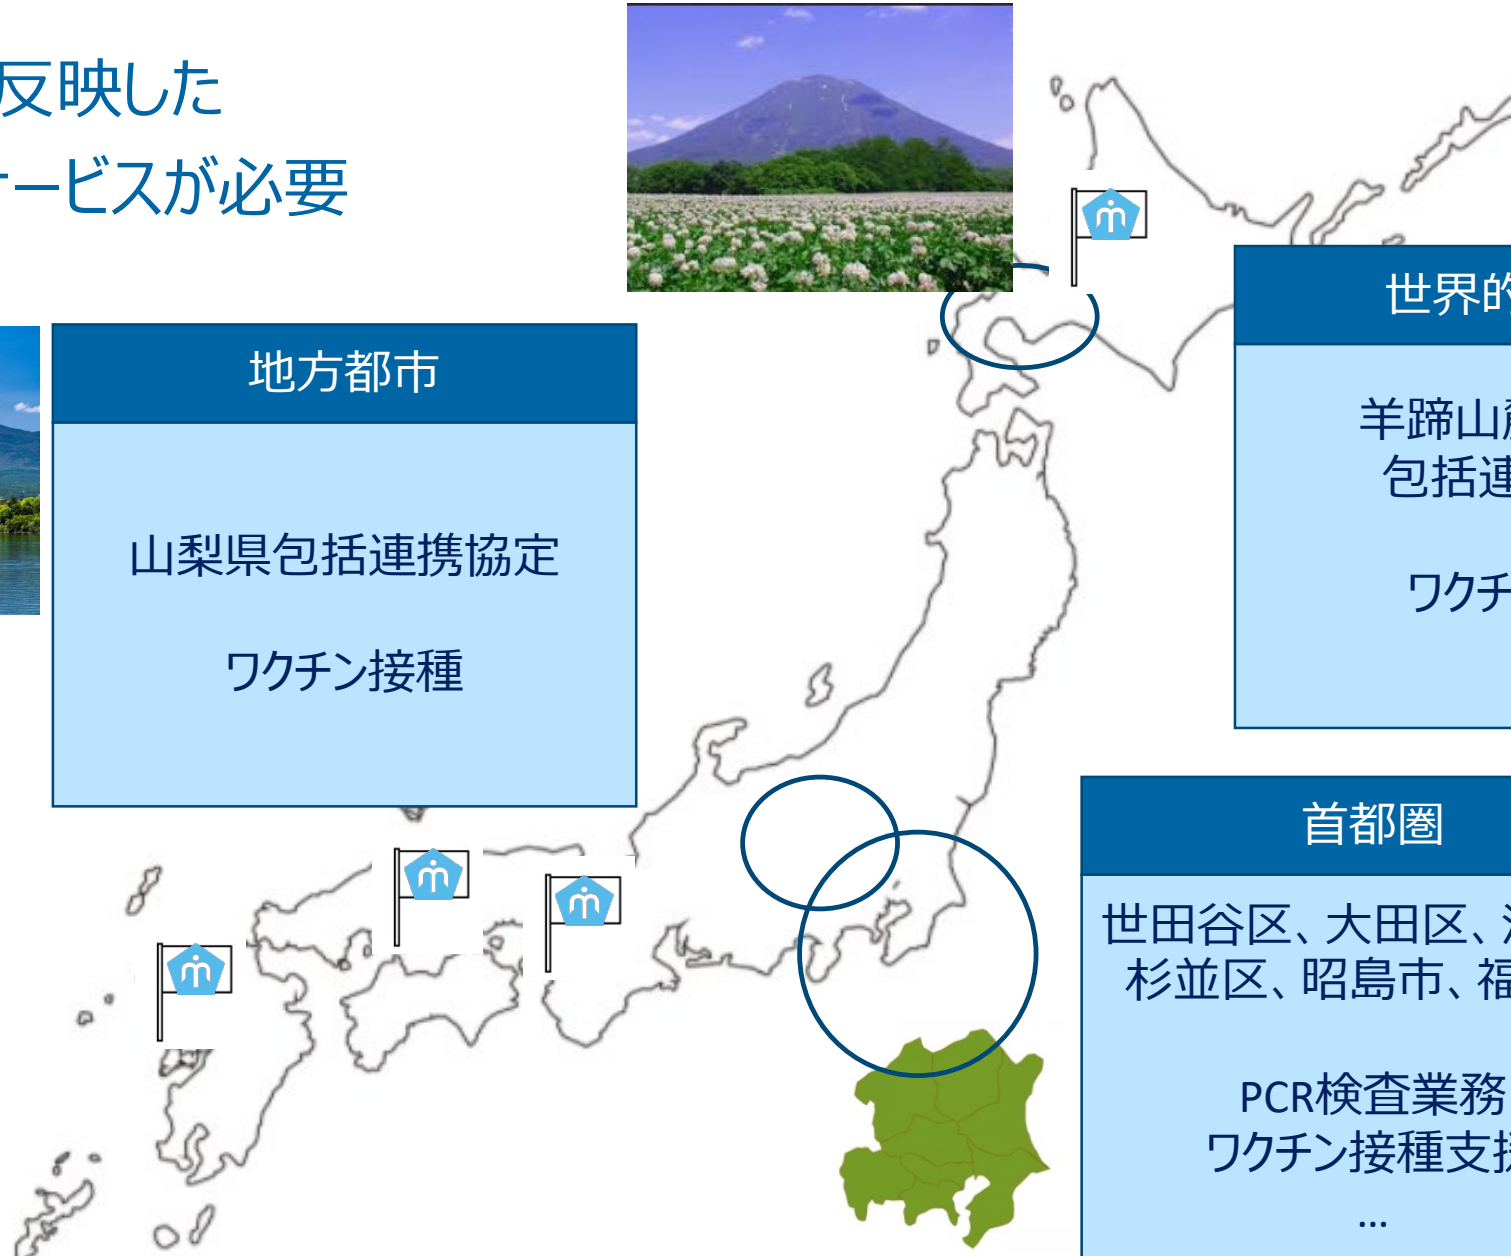 反映した
サービスが必要
地方都市
山梨県包括連携協定
ワクチン接種
世界的
羊蹄山麓
包括連
ワクチ
首都圏
世田谷区、大田区、
杉並区、昭島市、福
PCR検査業務
ワクチン接種支援
…